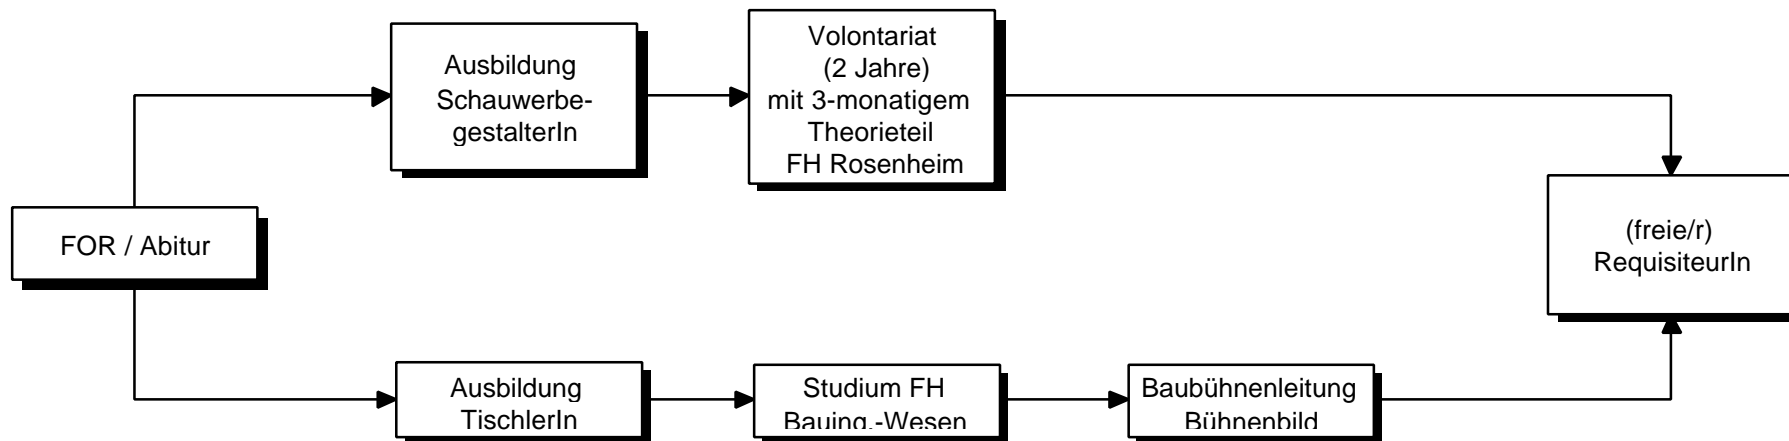 FOR / Abitur
Ausbildung
Schauwerbe-
gestalterIn
Volontariat
(2 Jahre)
mit 3-monatigem
Theorieteil
FH Rosenheim
(freie/r)
RequisiteurIn
Ausbildung
TischlerIn
Studium FH
Bauing.-Wesen
Baubühnenleitung
Bühnenbild